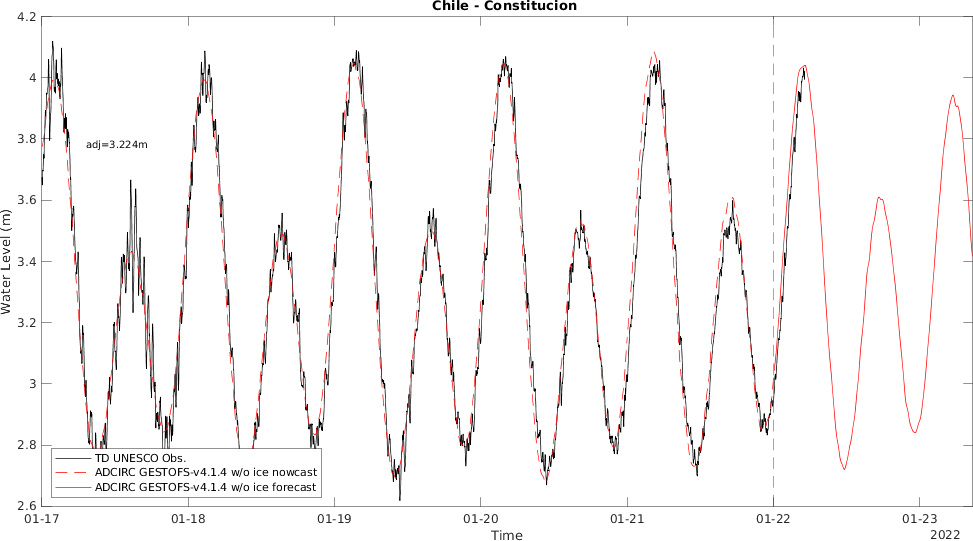 Chile - Constitucion
4.2
4
3.8
3.6
3.4
3.2
3
2.8
2.6
Water Level (m)
adj=3.224m
TD UNESCO Obs.
ADCIRC GESTOFS-v4.1.4 w/o ice nowcast
ADCIRC GESTOFS-v4.1.4 w/o ice forecast
01-17 01-18 01-19 01-20 01-21 01-22 01-23
Time
2022